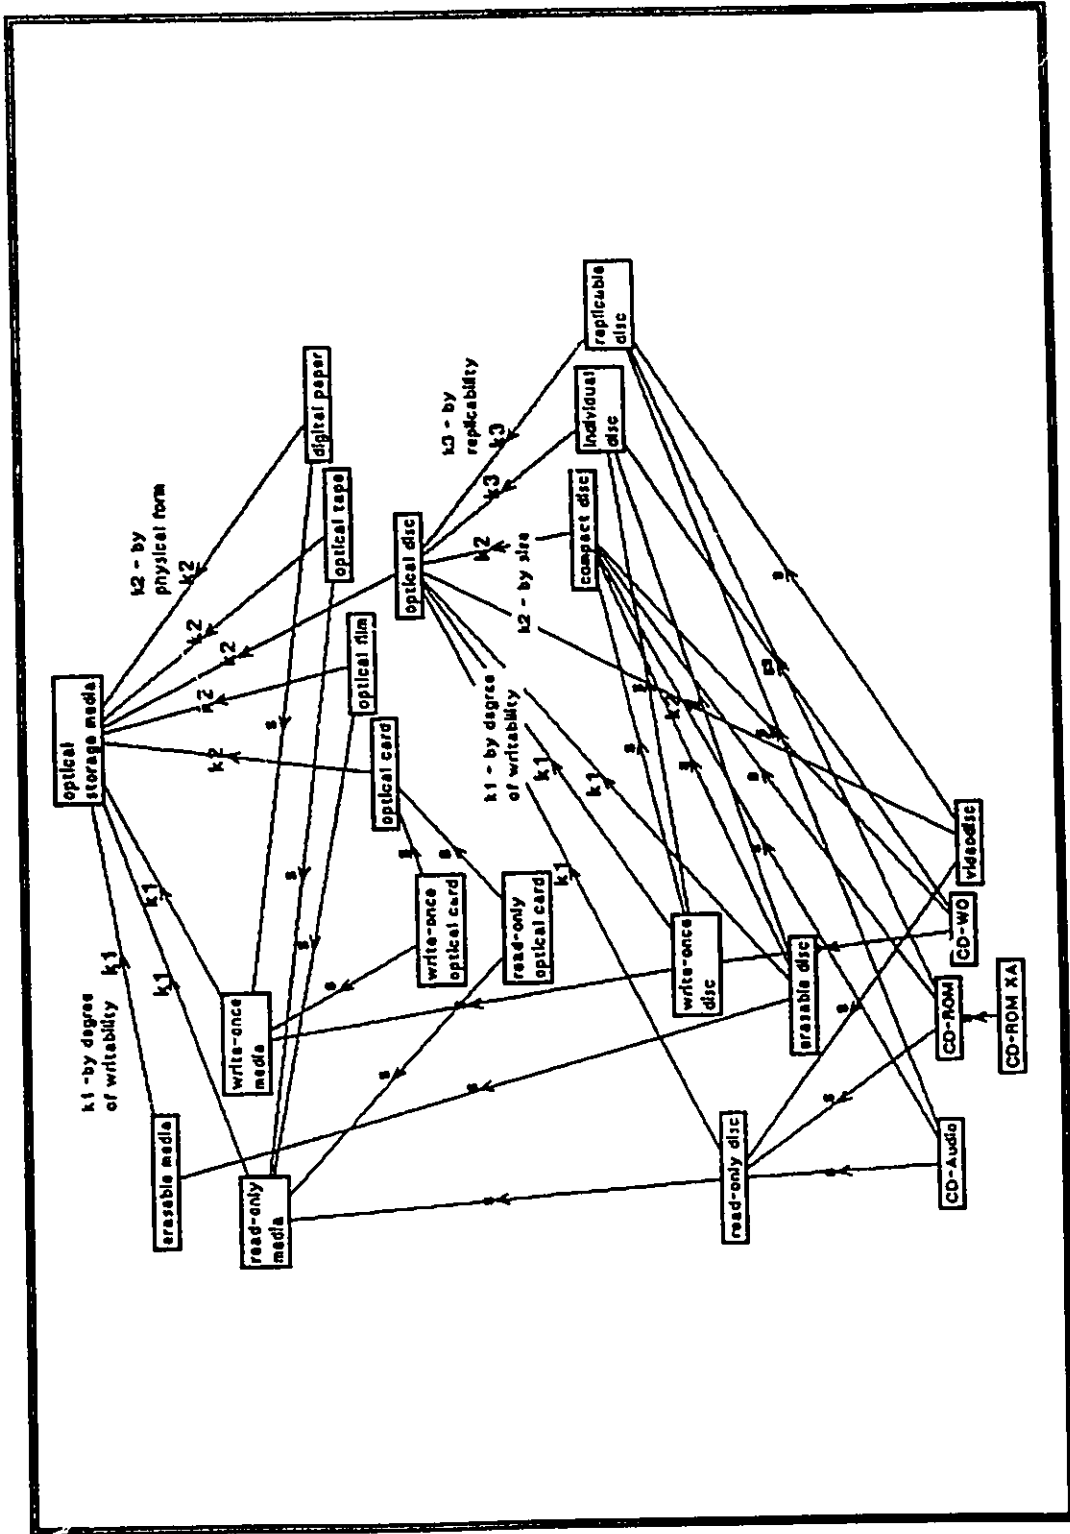 optical
storage media
k1 -by degree
of writability
k2 - by
physical form
k1
k1
k1
k2
k2
k2
k2
k2
erasable media
read-only
media
write-once
media
optical card
optical film
optical tape
digital paper
s
s
s
s
s
s
s
s
s
s
s
write-once
optical card
read-only
optical card
optical disc
k1 - by degree
of writability
k2 - by size
k3 - by
replicability
k1
k1
k1
k2
k2
k3
k3
compact disc
individual
disc
replicable
disc
read-only disc
write-once
disc
erasable disc
s
s
s
s
s
s
s
s
s
s
s
s
CD-Audio
CD-ROM
CD-WO
videodisc
s
CD-ROM XA